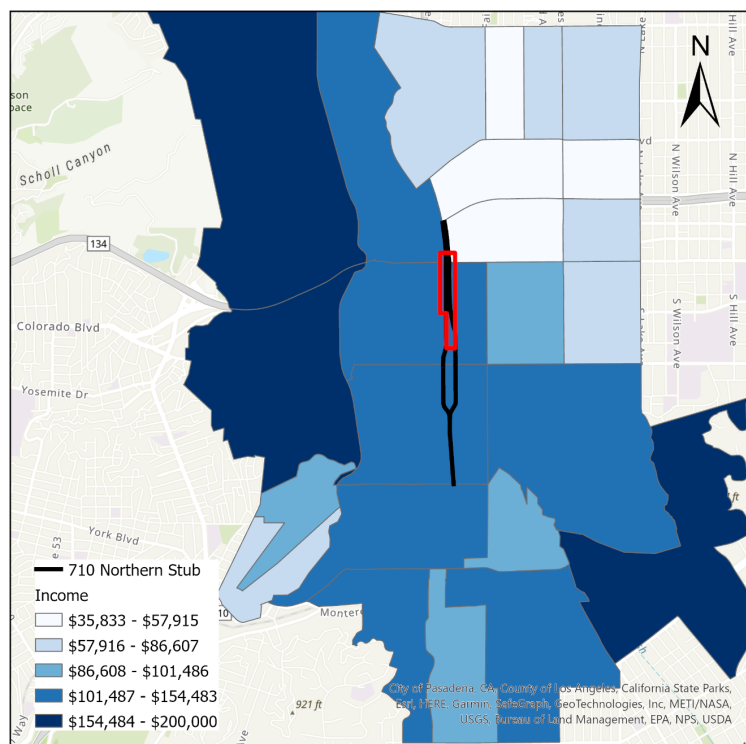 N
Scholl Canyon
134
Colorado Blvd
Yosemite Dr
York Blvd
N Wilson Ave
N Hill Ave
S Wilson Ave
S Hill Ave
710 Northern Stub
Income
$35,833 - $57,915
$57,916 - $86,607
$86,608 - $101,486
$101,487 - $154,483
$154,484 - $200,000
921 ft
City of Pasadena, CA, County of Los Angeles, California State Parks,
Esri, HERE, Garmin, SafeGraph, GeoTechnologies, Inc, METI/NASA,
USGS, Bureau of Land Management, EPA, NPS, USDA